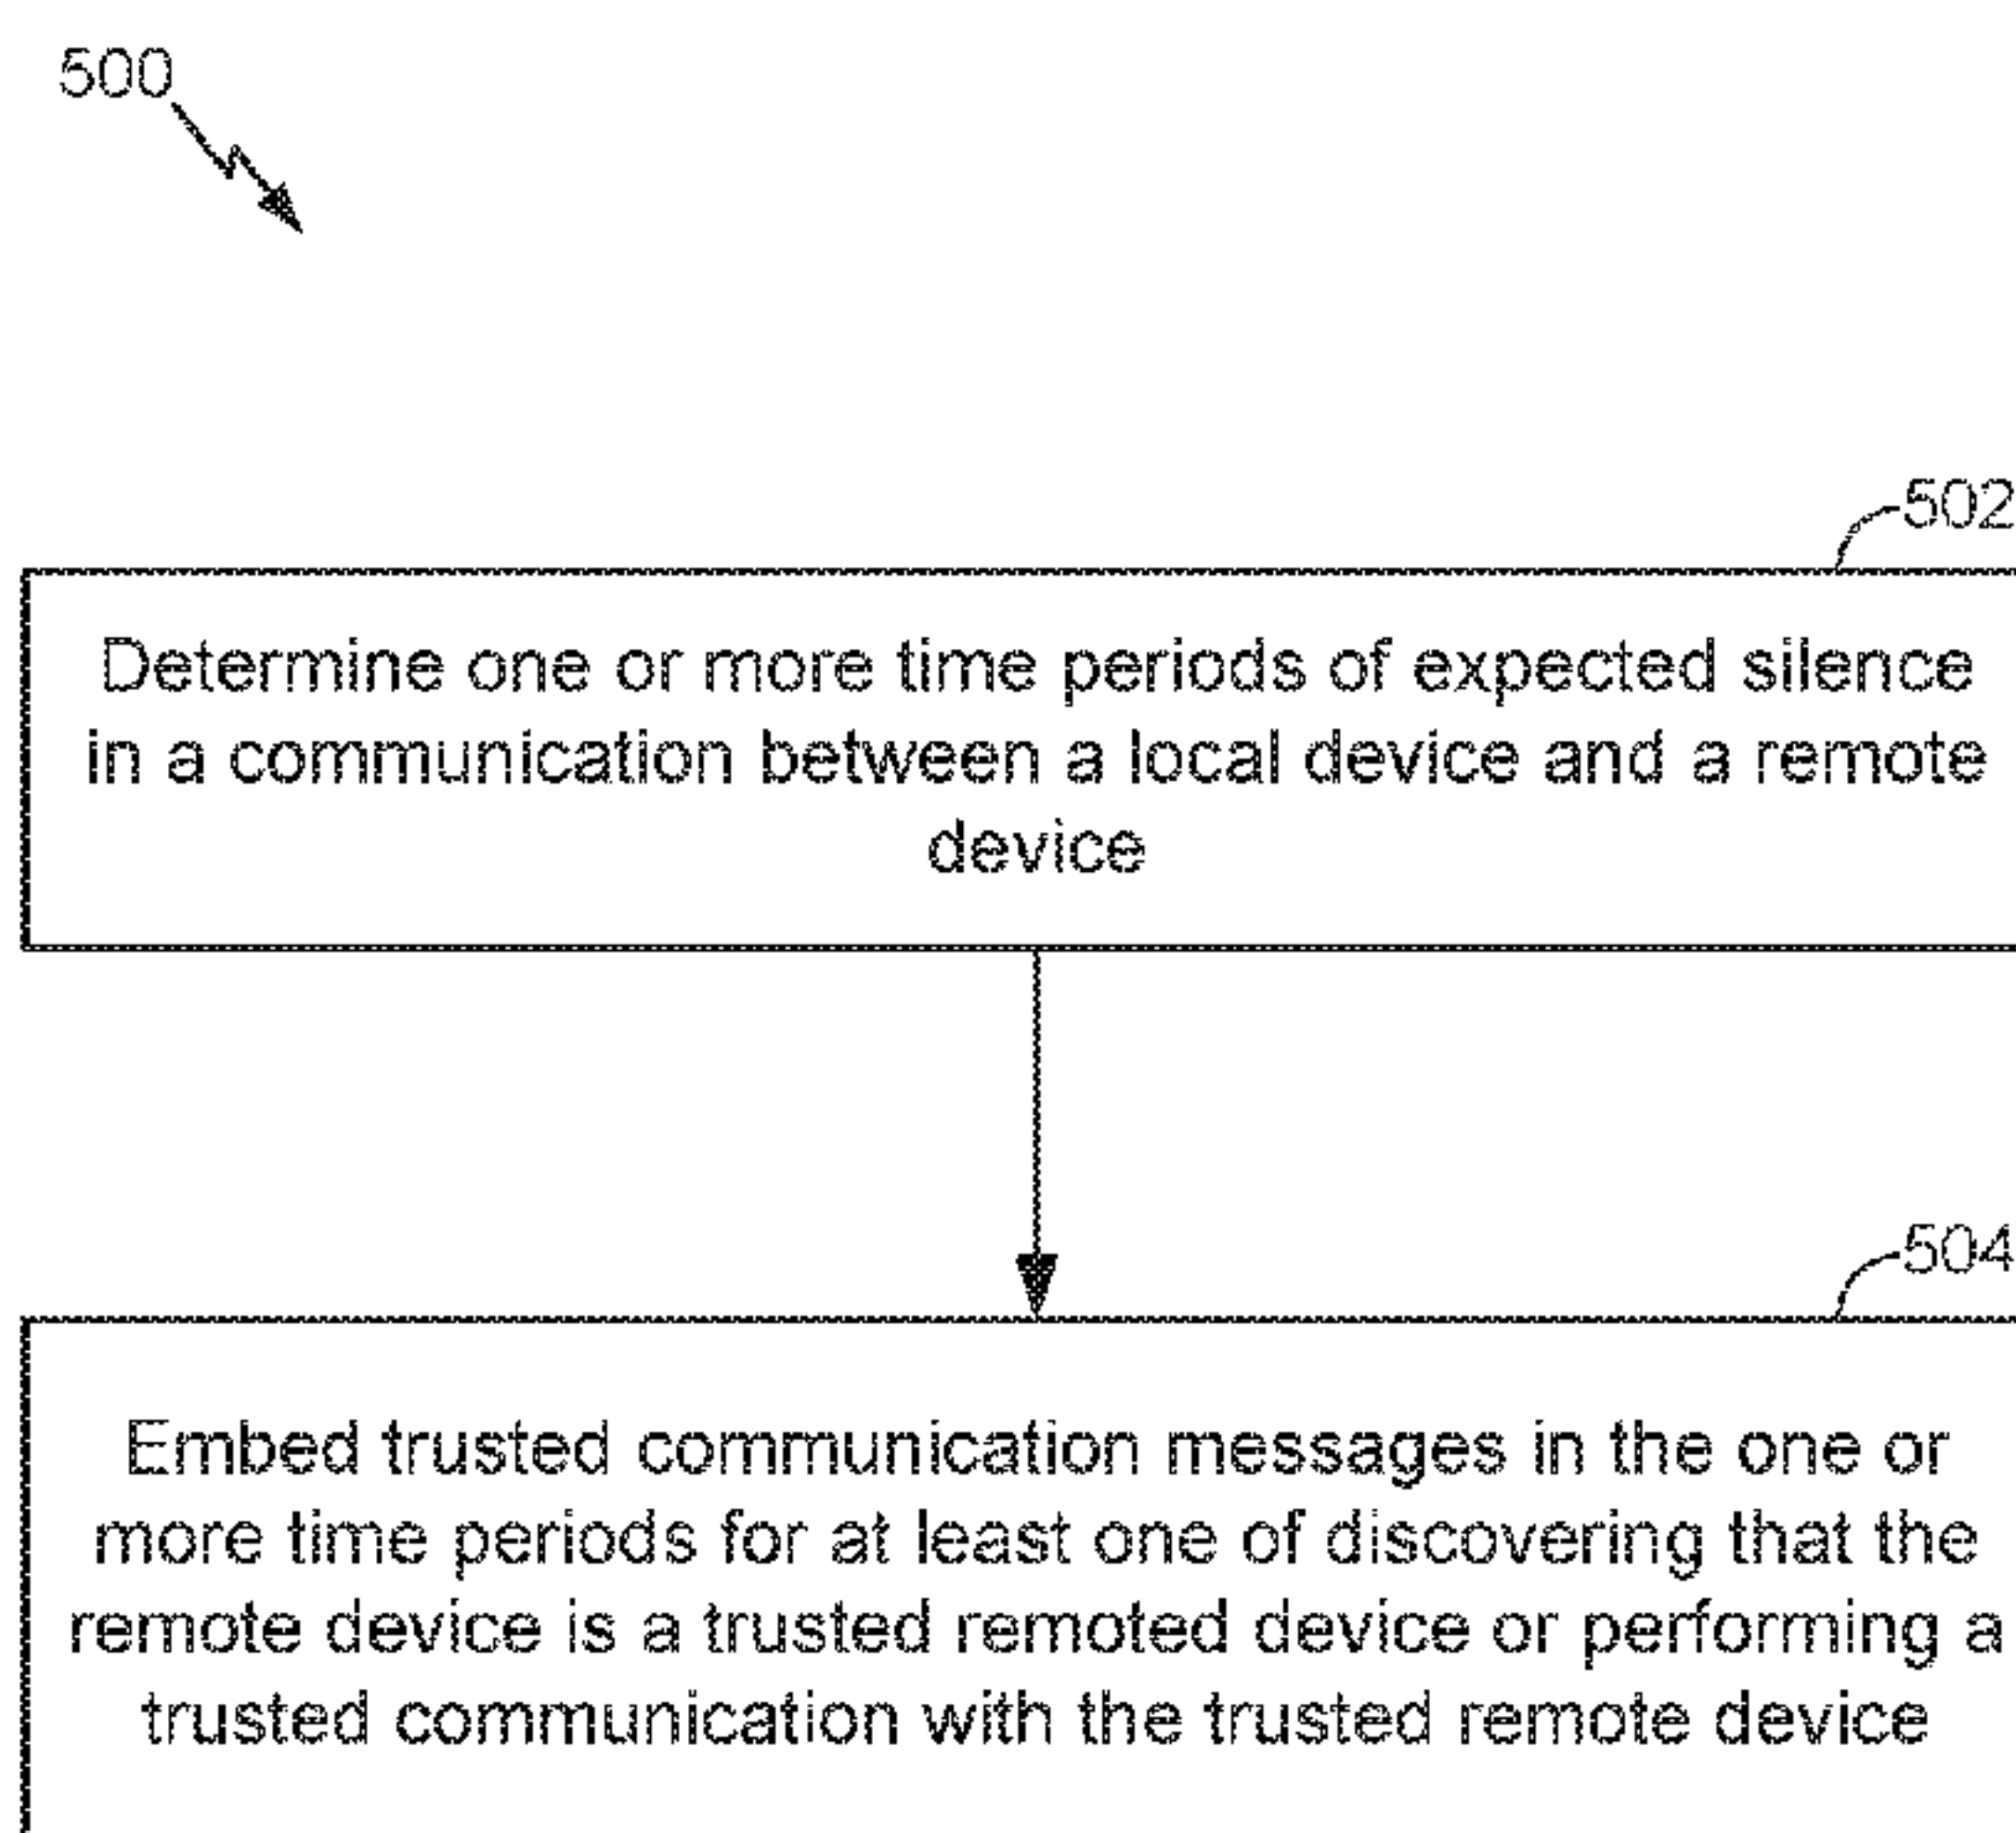 500
502
Determine one or more time periods of expected silence
in a communication between a local device and a remote
device
504
Embed trusted communication messages in the one or
more time periods for at least one of discovering that the
remote device is a trusted remoted device or performing a
trusted communication with the trusted remote device